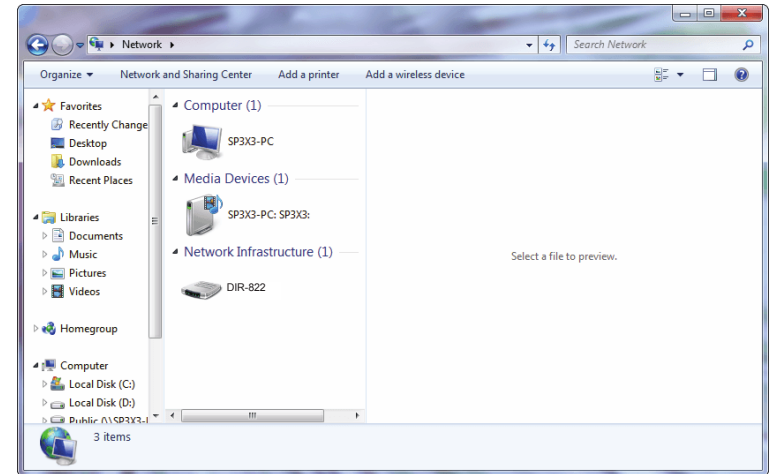 Network
Search Network
Organize
Network and Sharing Center
Add a printer
Add a wireless device
Favorites
Recently Change
Desktop
Downloads
Recent Places
Libraries
Documents
Music
Pictures
Videos
Homegroup
Computer
Local Disk (C:)
Local Disk (D:)
Public (\\SP3X3-
Computer (1)
SP3X3-PC
Media Devices (1)
SP3X3-PC: SP3X3:
Network Infrastructure (1)
DIR-822
Select a file to preview.
3 items